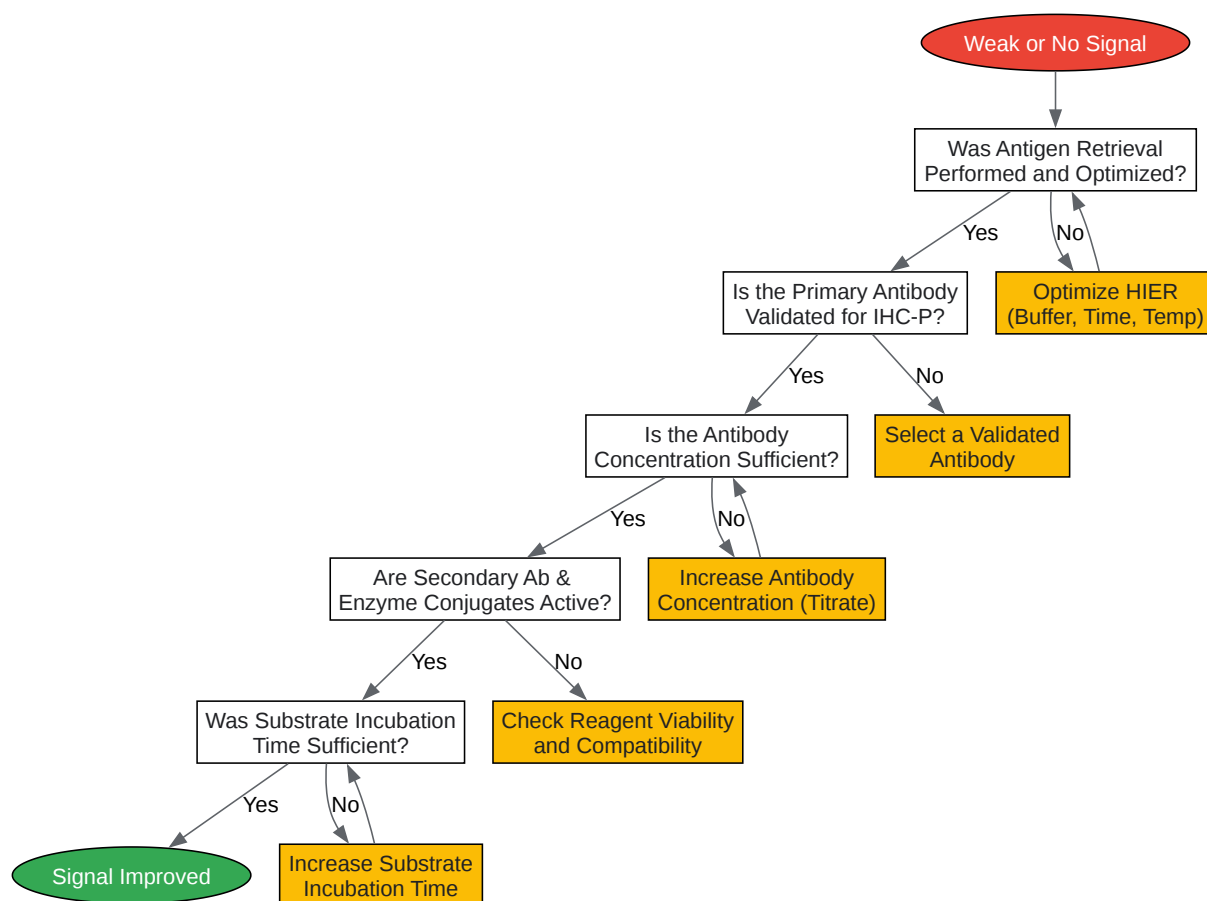 Weak or No Signal
Was Antigen Retrieval
Performed and Optimized?
Yes
No
Is the Primary Antibody
Validated for IHC-P?
Optimize HIER
(Buffer, Time, Temp)
Yes
No
Is the Antibody
Concentration Sufficient?
Select a Validated
Antibody
Yes
No
Are Secondary Ab &
Enzyme Conjugates Active?
Increase Antibody
Concentration (Titrate)
Yes
No
Was Substrate Incubation
Time Sufficient?
Check Reagent Viability
and Compatibility
Yes
No
Signal Improved
Increase Substrate
Incubation Time